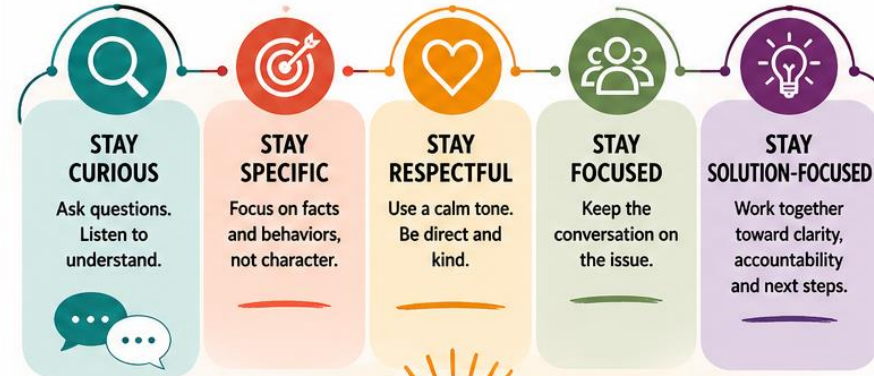 STAY
CURIOUS
Ask questions.
Listen to
understand.
STAY
SPECIFIC
Focus on facts
and behaviors,
not character.
STAY
RESPECTFUL
Use a calm tone.
Be direct and
kind.
STAY
FOCUSED
Keep the
conversation on
the issue.
STAY
SOLUTION-FOCUSED
Work together
toward clarity,
accountability
and next steps.